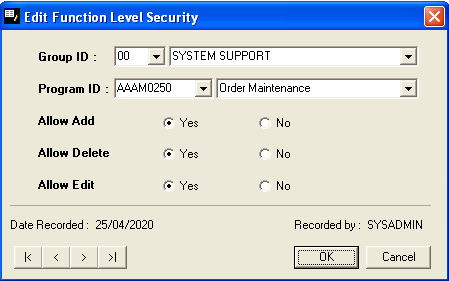 Edit Function Level Security
Group ID : 00 SYSTEM SUPPORT
Program ID : AAAM0250 Order Maintenance
Allow Add Yes No
Allow Delete Yes No
Allow Edit Yes No
Date Recorded : 25/04/2020 Recorded by : SYSADMIN
OK Cancel